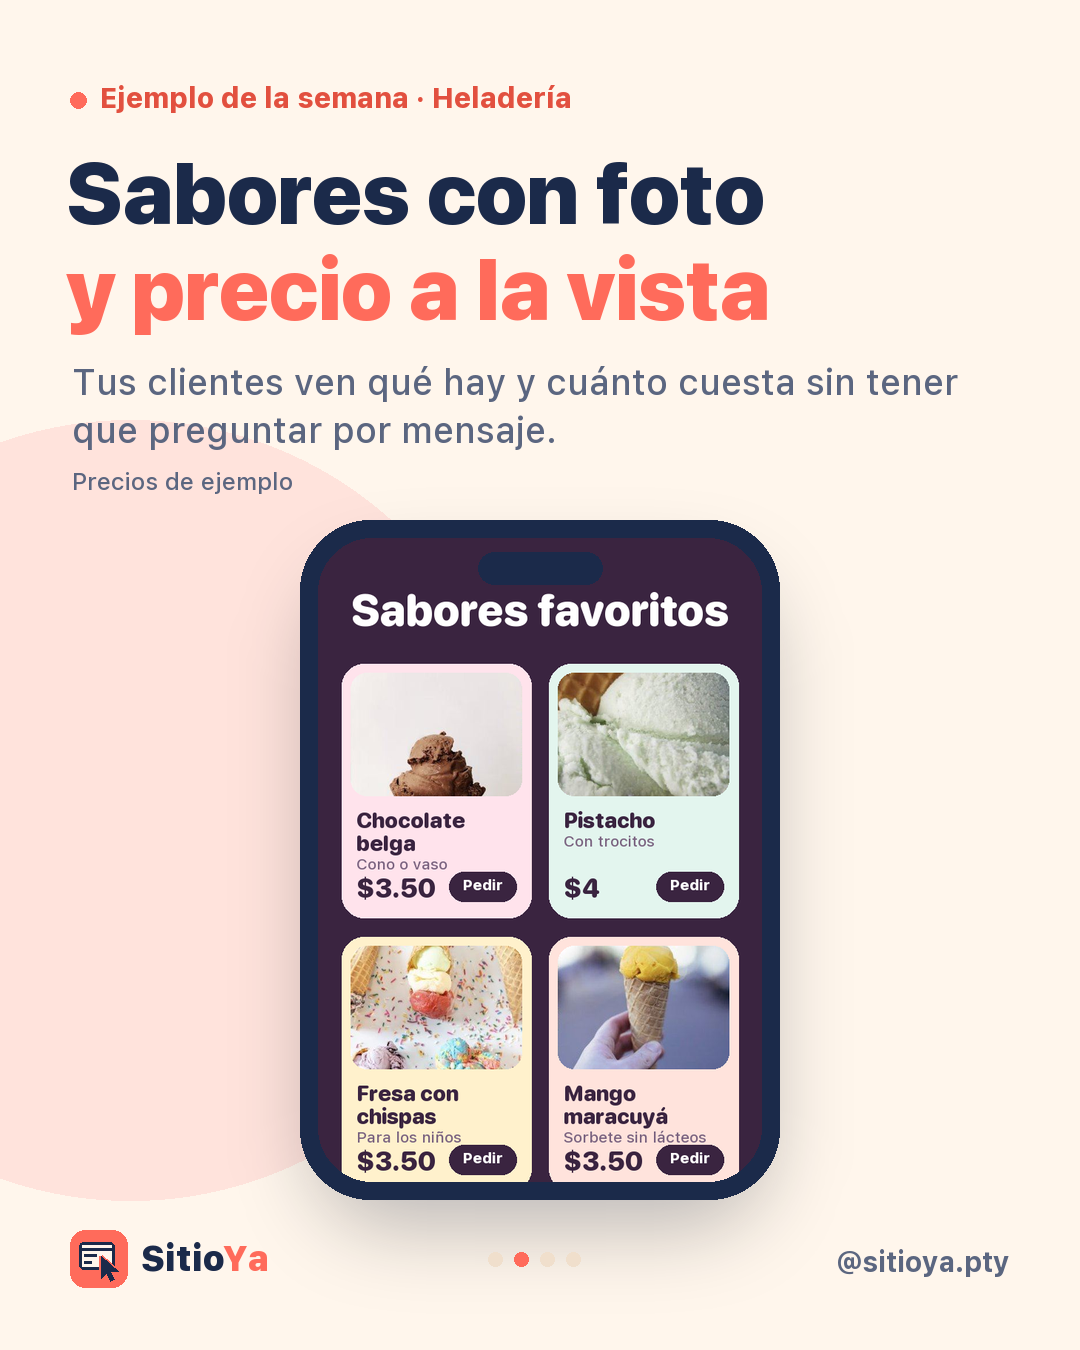 Ejemplo de la semana · Heladería
Sabores con foto
y precio a la vista
Tus clientes ven qué hay y cuánto cuesta sin tener
que preguntar por mensaje.
Precios de ejemplo
Sabores favoritos
Chocolate
belga
Cono o vaso
$3.50 Pedir
Pistacho
Con trocitos
$4 Pedir
Fresa con
chispas
Para los niños
$3.50 Pedir
Mango
maracuyá
Sorbete sin lácteos
$3.50 Pedir
SitioYa
@sitioya.pty